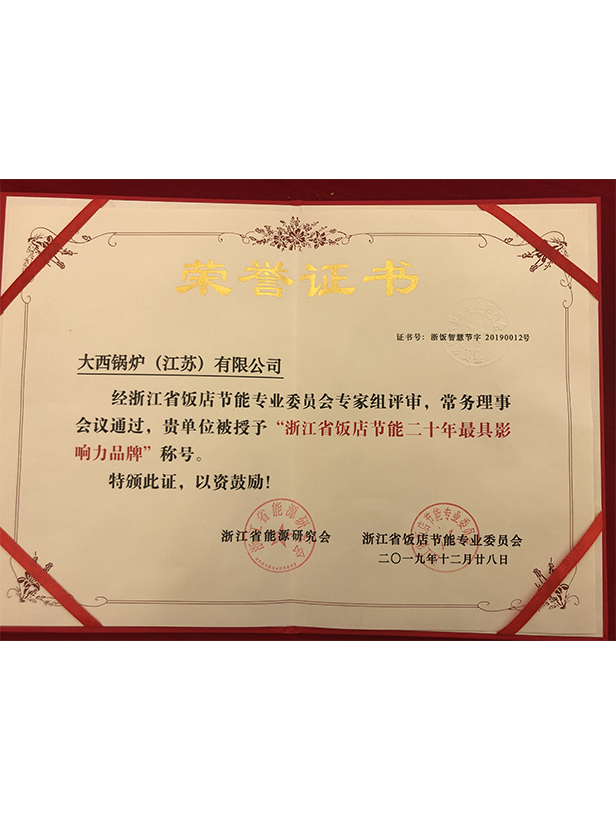 荣誉证书
证书号：浙饭智慧节字 20190012号
大西锅炉（江苏）有限公司
经浙江省饭店节能专业委员会专家组评审，常务理事
会议通过，贵单位被授予“浙江省饭店节能二十年最具影
响力品牌”称号。
特颁此证，以资鼓励！
浙江省能源研究会
浙江省饭店节能专业委员会
二〇一九年十二月廿八日